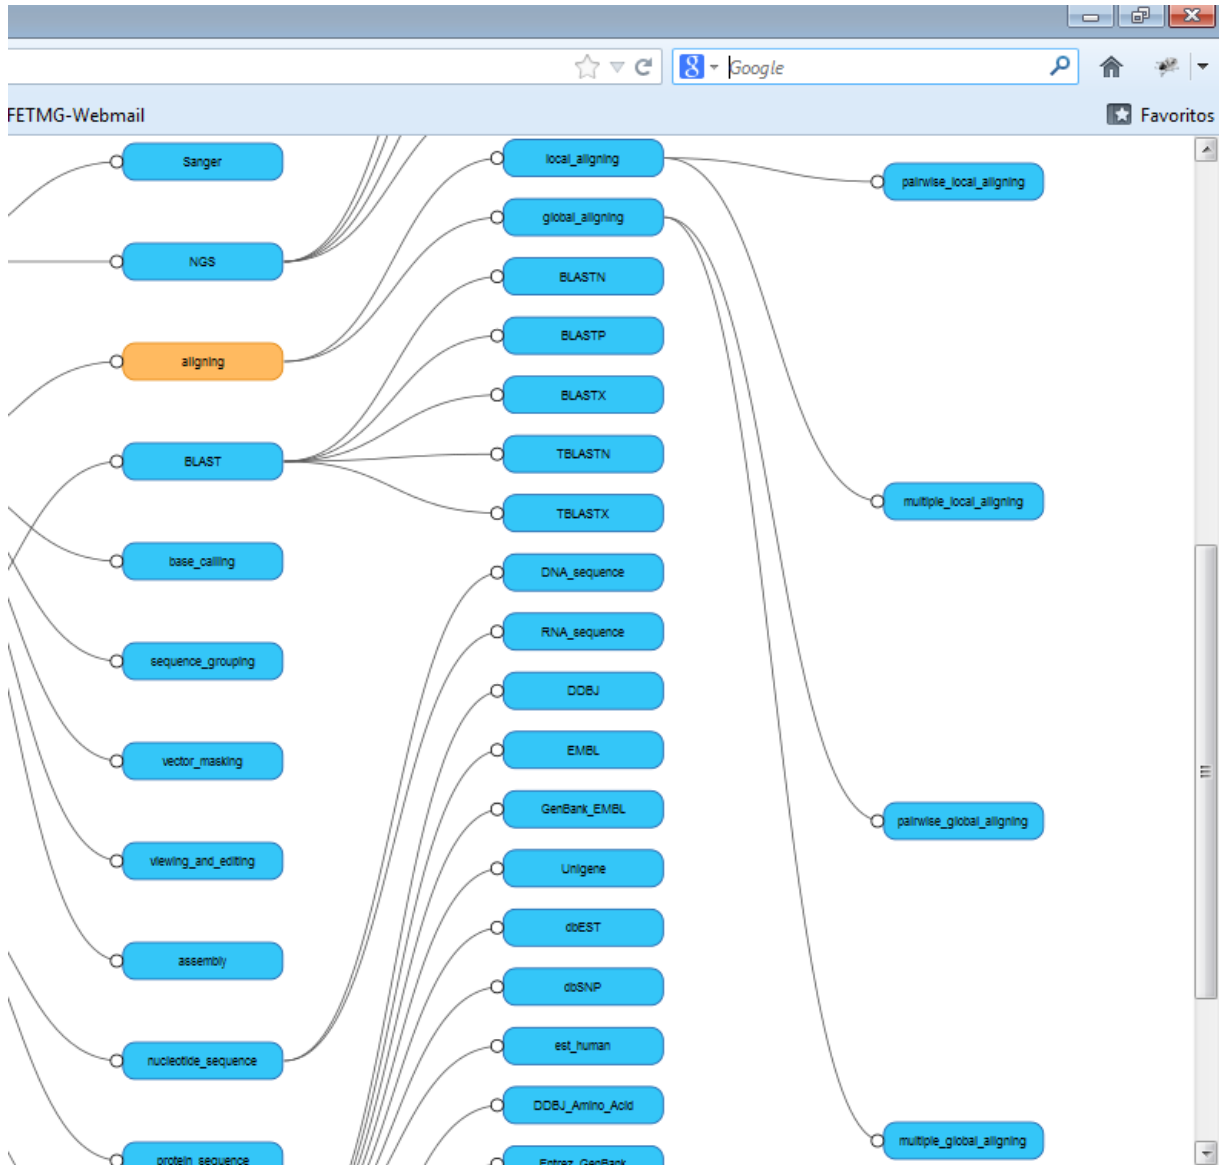 Google
FETMG-Webmail
Favoritos
Sanger
NGS
aligning
BLAST
base_calling
sequence_grouping
vector_masking
viewing_and_editing
assembly
nucleotide_sequence
protein_sequence
local_aligning
global_aligning
BLASTN
BLASTP
BLASTX
TBLASTN
TBLASTX
DNA_sequence
RNA_sequence
DDBJ
EMBL
GenBank_EMBL
Unigene
dbEST
dbSNP
est_human
DDBJ_Amino_Acid
Entrez_GenBank
pairwise_local_aligning
multiple_local_aligning
pairwise_global_aligning
multiple_global_aligning